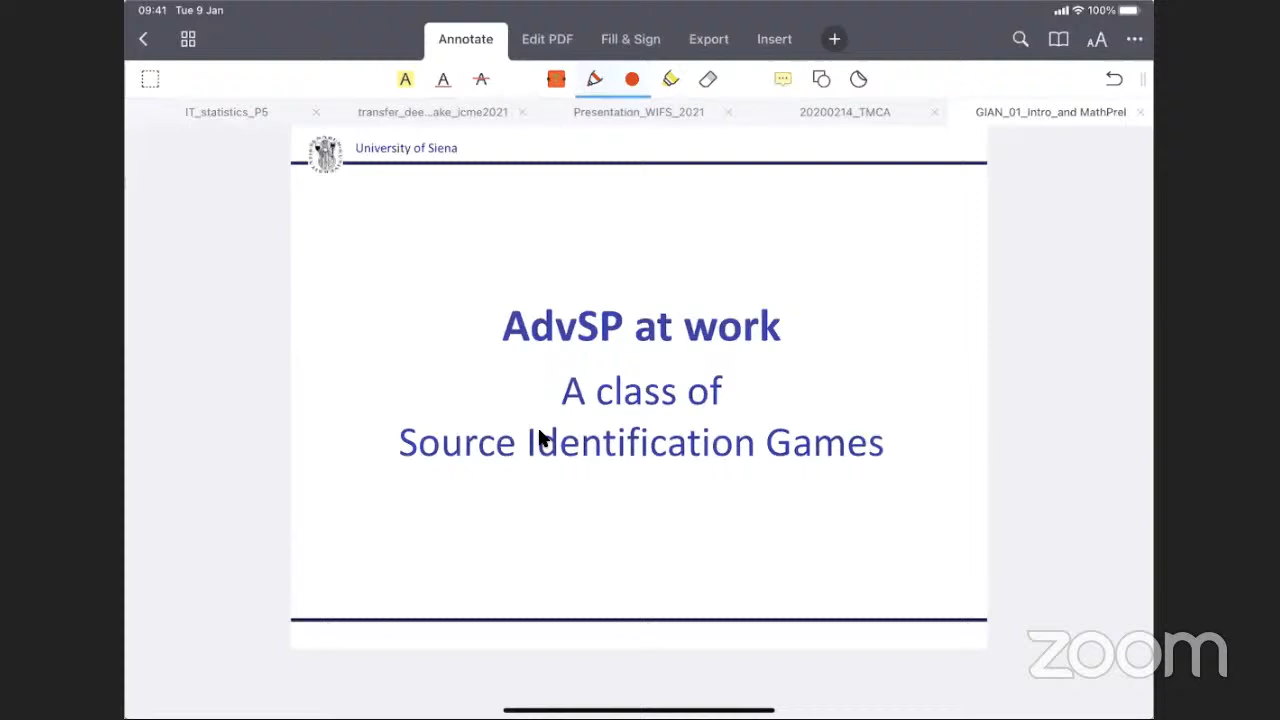 09:41 Tue 9 Jan
100%
Annotate Edit PDF Fill & Sign Export Insert
AA
A A A
IT_statistics_P5 transfer_dee...ake_icme2021 Presentation_WIFS_2021 20200214_TMCA GIAN_01_Intro_and MathPrel
University of Siena
AdvSP at work
A class of
Source Identification Games
zoom